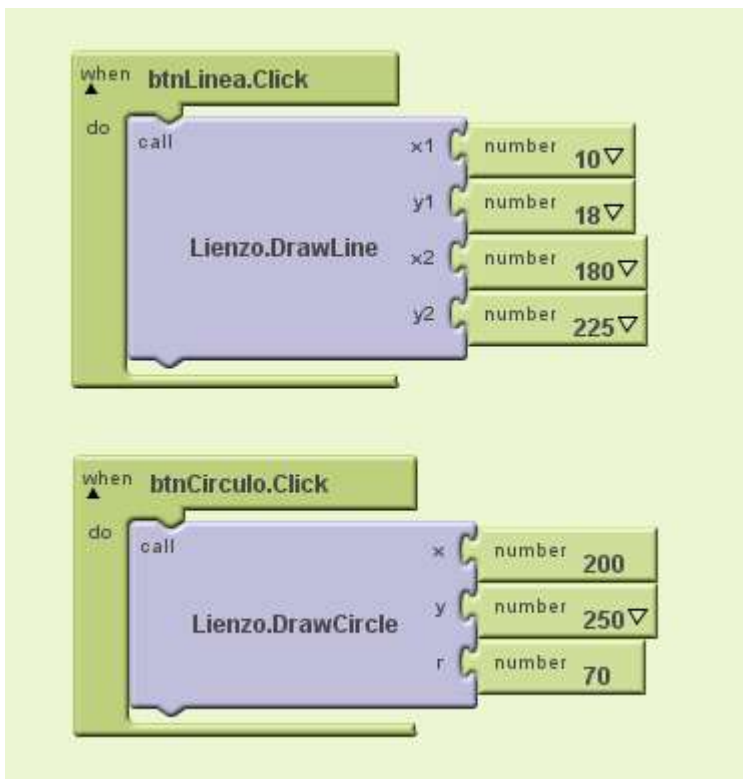 when btnLinea.Click
do
call
x1 number 10
y1 number 18
Lienzo.DrawLine
x2 number 180
y2 number 225
when btnCirculo.Click
do
call
x number 200
y number 250
Lienzo.DrawCircle
r number 70